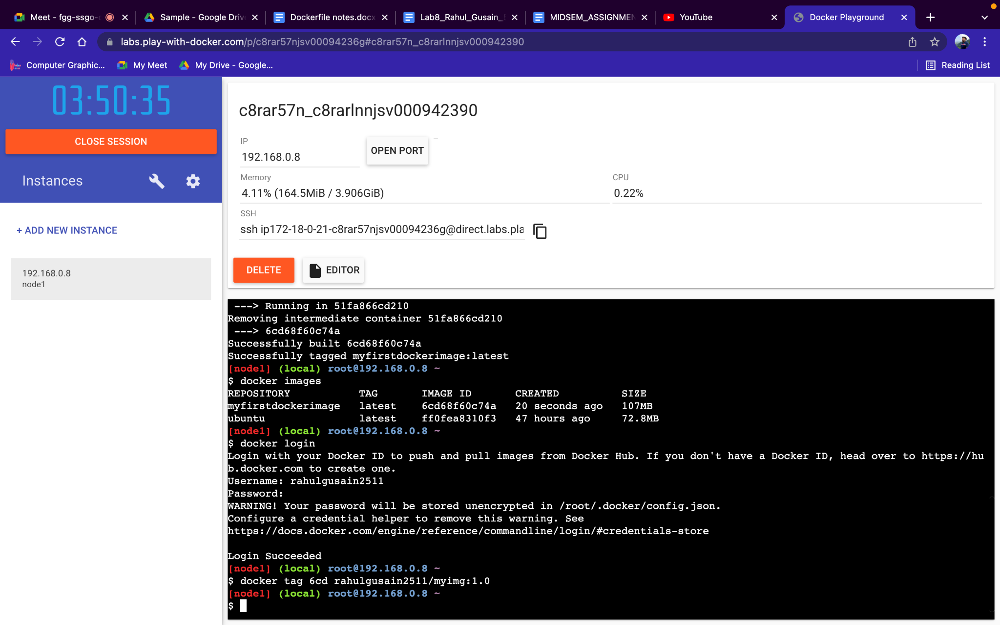 Meet - fgg-ssgo-
Sample - Google Driv
Dockerfile notes.docx
Lab8_Rahul_Gusain_
MIDSEM_ASSIGNMEN
YouTube
Docker Playground
labs.play-with-docker.com/p/c8rar57njsv00094236g#c8rar57n_c8rarlnnjsv000942390
Computer Graphic...
My Meet
My Drive - Google...
Reading List
03:50:35
CLOSE SESSION
Instances
+ ADD NEW INSTANCE
192.168.0.8
node1
c8rar57n_c8rarlnnjsv000942390
IP
192.168.0.8
OPEN PORT
Memory
4.11% (164.5MiB / 3.906GiB)
CPU
0.22%
SSH
ssh ip172-18-0-21-c8rar57njsv00094236g@direct.labs.pla
DELETE
EDITOR
---> Running in 51fa866cd210
Removing intermediate container 51fa866cd210
---> 6cd68f60c74a
Successfully built 6cd68f60c74a
Successfully tagged myfirstdockerimage:latest
[node1] (local) root@192.168.0.8 ~
$ docker images
REPOSITORY TAG IMAGE ID CREATED SIZE
myfirstdockerimage latest 6cd68f60c74a 20 seconds ago 107MB
ubuntu latest ff0fea8310f3 47 hours ago 72.8MB
[node1] (local) root@192.168.0.8 ~
$ docker login
Login with your Docker ID to push and pull images from Docker Hub. If you don't have a Docker ID, head over to https://hu
b.docker.com to create one.
Username: rahulgusain2511
Password:
WARNING! Your password will be stored unencrypted in /root/.docker/config.json.
Configure a credential helper to remove this warning. See
https://docs.docker.com/engine/reference/commandline/login/#credentials-store
Login Succeeded
[node1] (local) root@192.168.0.8 ~
$ docker tag 6cd rahulgusain2511/myimg:1.0
[node1] (local) root@192.168.0.8 ~
$